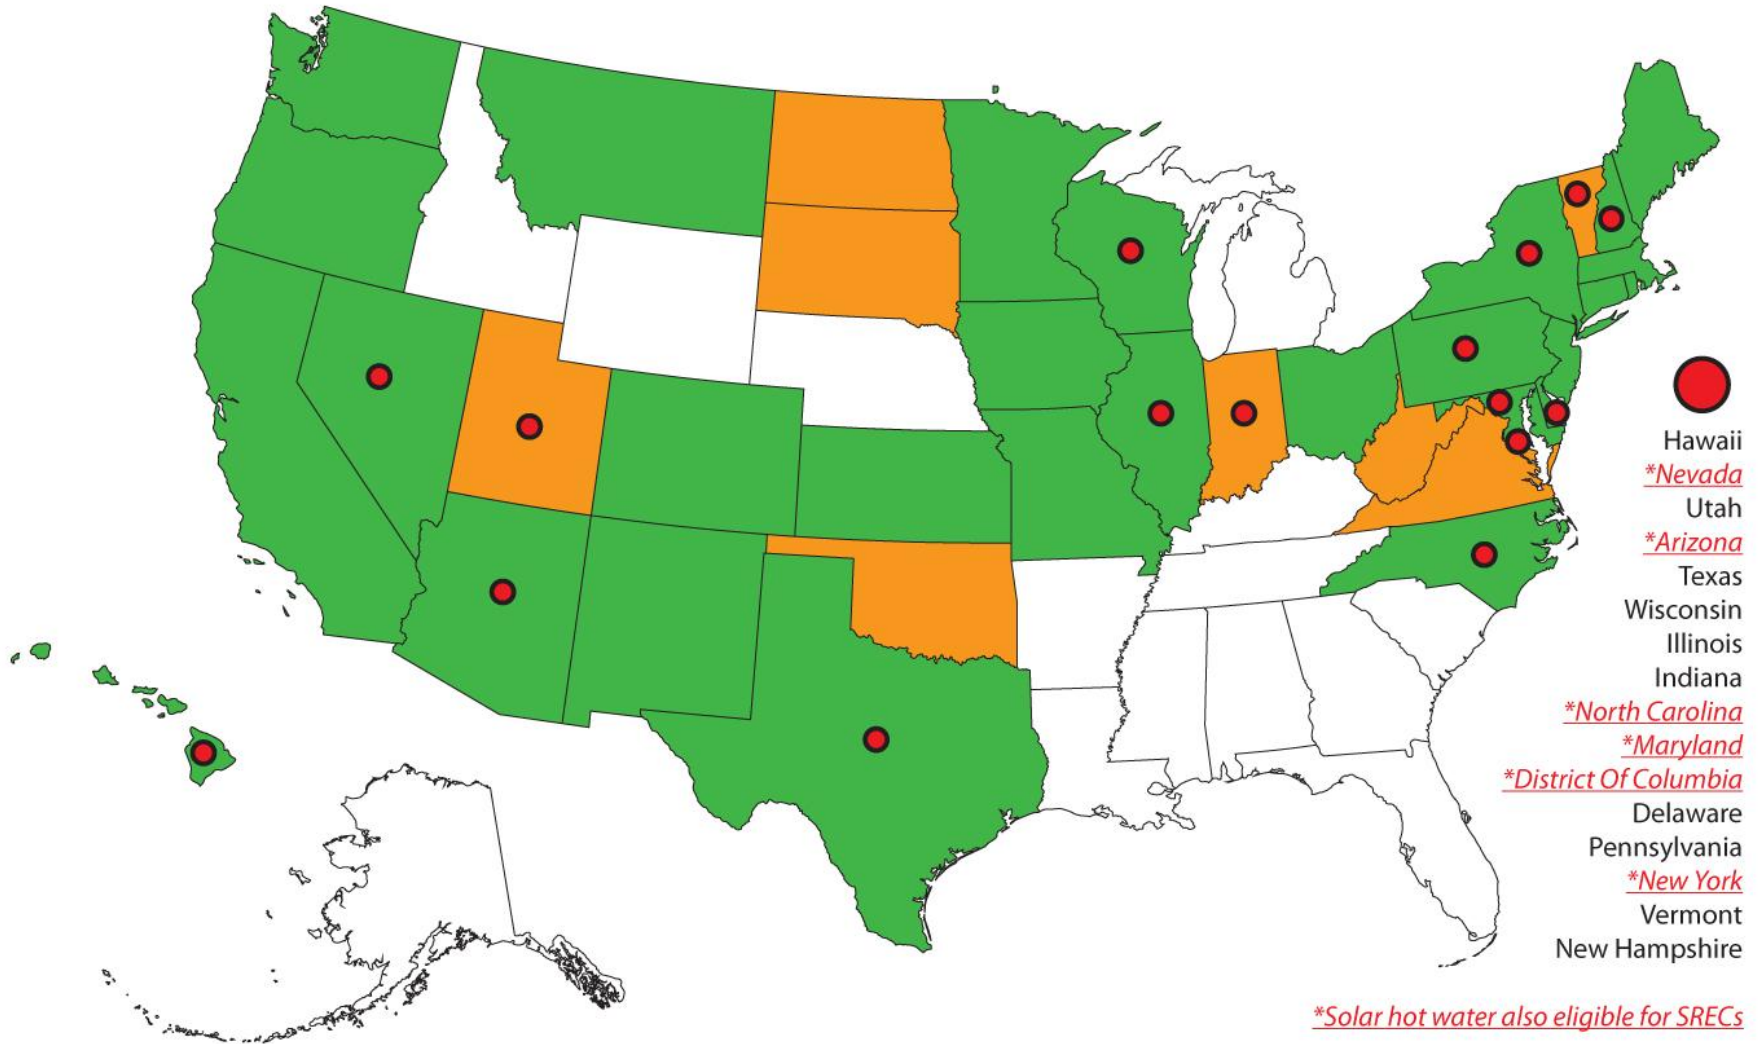 Hawaii
*Nevada
Utah
*Arizona
Texas
Wisconsin
Illinois
Indiana
*North Carolina
*Maryland
*District Of Columbia
Delaware
Pennsylvania
*New York
Vermont
New Hampshire
*Solar hot water also eligible for SRECs